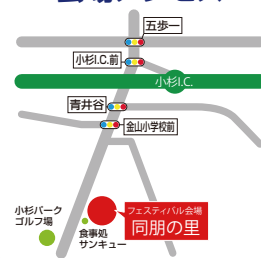 五歩一
小杉I.C.前
小杉I.C.
青井谷
金山小学校前
小杉パーク
ゴルフ場
食事処
サンキュー
フェスティバル会場
同朋の里